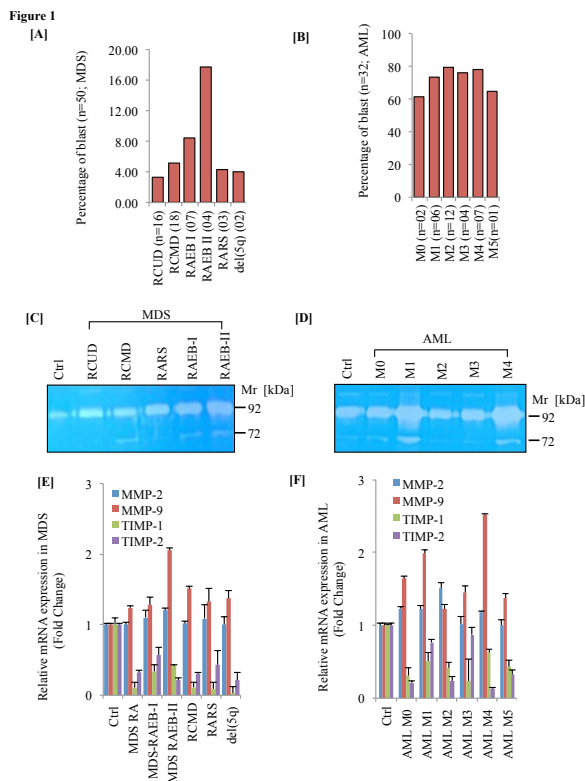 Figure 1
[A]
Percentage of blast (n=50; MDS)
20.00
16.00
12.00
8.00
4.00
0.00
RCUD (n=16)
RCMD (18)
RAEB I (07)
RAEB II (04)
RARS (03)
del(5q) (02)
[B]
Percentage of blast (n=32; AML)
100
80
60
40
20
0
M0 (n=02)
M1 (n=06)
M2 (n=12)
M3 (n=04)
M4 (n=07)
M5(n=01)
[C]
MDS
Ctrl
RCUD
RCMD
RARS
RAEB-I
RAEB-II
Mr [kDa]
92
72
[D]
AML
Ctrl
M0
M1
M2
M3
M4
Mr [kDa]
92
72
[E]
Relative mRNA expression in MDS
(Fold Change)
3
2
1
0
MMP-2
MMP-9
TIMP-1
TIMP-2
Ctrl
MDS RA
MDS-RAEB-I
MDS RAEB-II
RCMD
RARS
del(5q)
[F]
Relative mRNA expression in AML
(Fold Change)
3
2
1
0
MMP-2
MMP-9
TIMP-1
TIMP-2
Ctrl
AML M0
AML M1
AML M2
AML M3
AML M4
AML M5